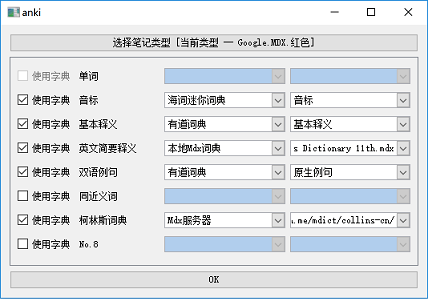 anki
选择笔记类型 [当前类型 一 Google.MDX.红色]
使用字典 单词
使用字典 音标 海词迷你词典 音标
使用字典 基本释义 有道词典 基本释义
使用字典 英文简要释义 本地Mdx词典 s Dictionary 11th.mdx
使用字典 双语例句 有道词典 原生例句
使用字典 同近义词
使用字典 柯林斯词典 Mdx服务器 .me/mdict/collins-cn/
使用字典 No.8
OK